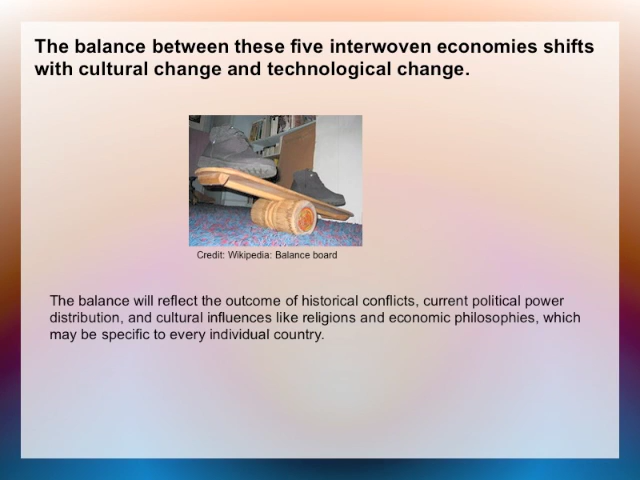 The balance between these five interwoven economies shifts
with cultural change and technological change.
Credit: Wikipedia: Balance board
The balance will reflect the outcome of historical conflicts, current political power
distribution, and cultural influences like religions and economic philosophies, which
may be specific to every individual country.